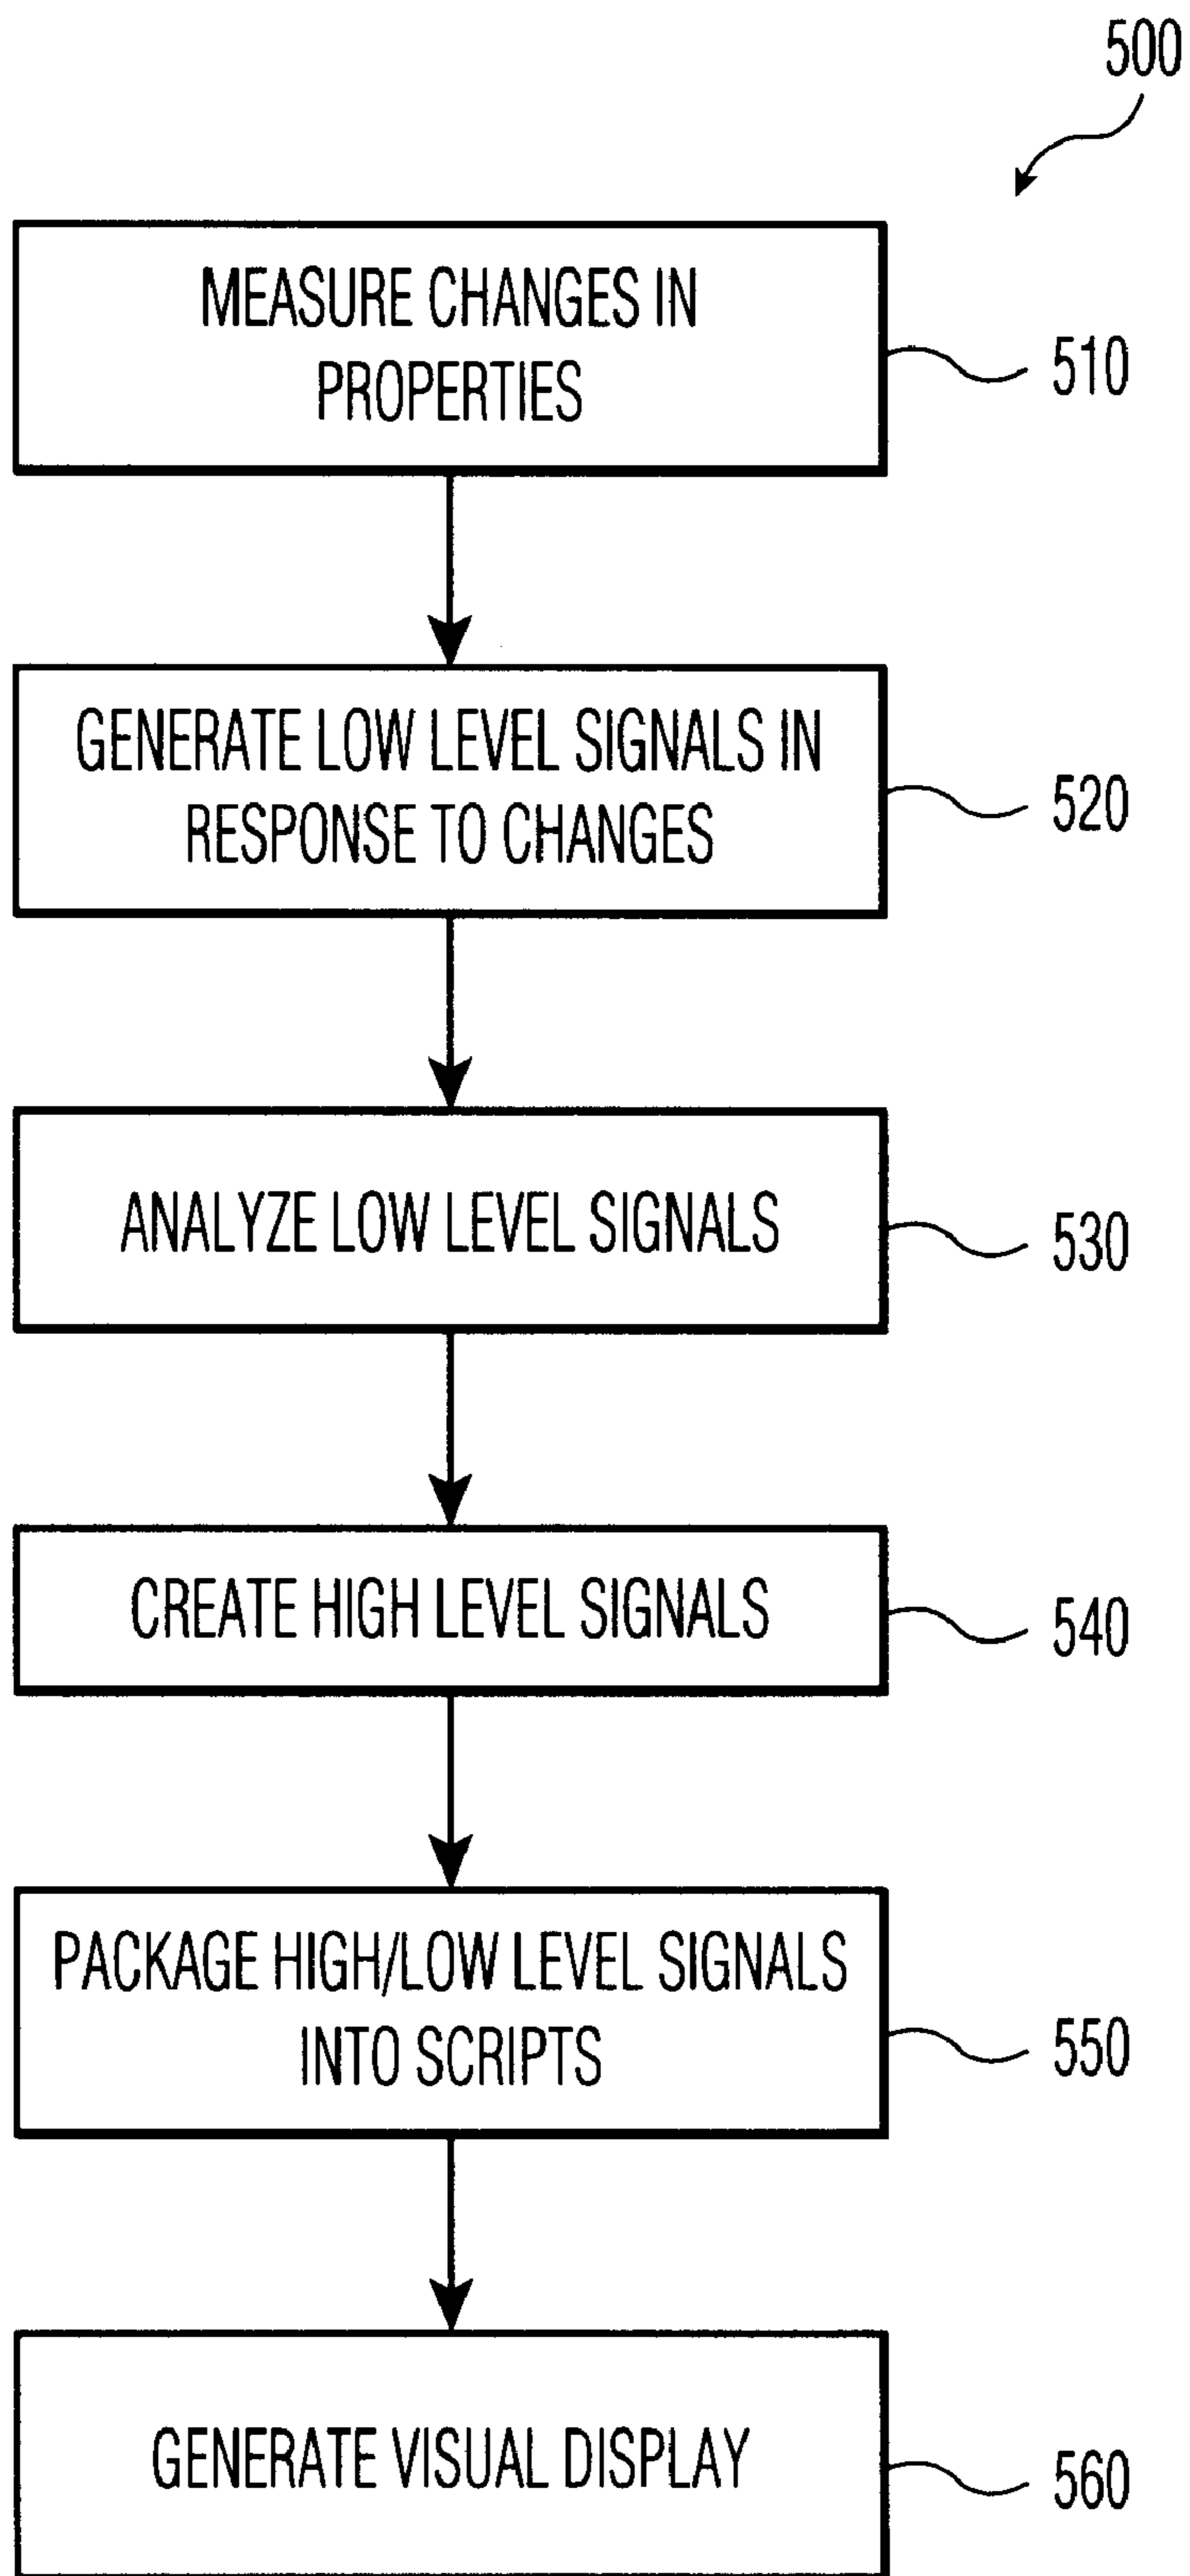 500
MEASURE CHANGES IN
PROPERTIES
510
GENERATE LOW LEVEL SIGNALS IN
RESPONSE TO CHANGES
520
ANALYZE LOW LEVEL SIGNALS
530
CREATE HIGH LEVEL SIGNALS
540
PACKAGE HIGH/LOW LEVEL SIGNALS
INTO SCRIPTS
550
GENERATE VISUAL DISPLAY
560